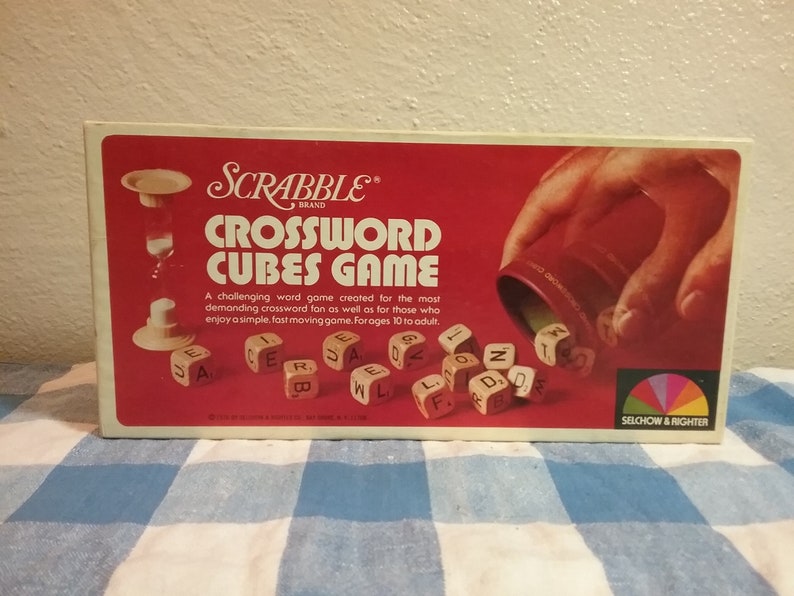 SCRABBLE®
BRAND
CROSSWORD
CUBES GAME
A challenging word game created for the most
demanding crossword fan as well as for those who
enjoy a simple, fast moving game. For ages 10 to adult.
SELCHOW & RIGHTER